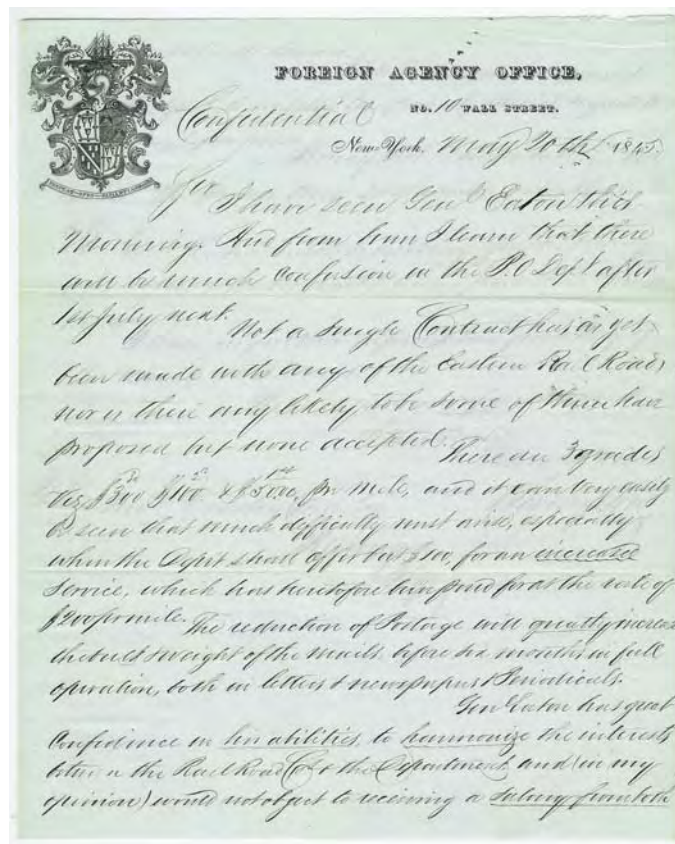 FOREIGN AGENCY OFFICE,
Confidential
NO. 10 WALL STREET.
New-York, May 20th 1845.
Sir
I have seen Genl Eaton this
Morning. And from him I learn that there
will be much Confusion in the P.O Dept after
1st July next.
Not a single Contract has as yet
been made with any of the Eastern Rail Roads
nor is there any likely to be some of them have
proposed but none accepted.
There are 3 grades
Viz $300 $100 & $50.00, pr mile, and it can very easily
be seen that much difficulty must arise, especially
when the Dept. shall offer but $100, for an increased
Service, which has heretofore been paid for at the rate of
$200 pr mile.
The reduction of Postage will greatly increase
the bulk & weight of the mails before six months in full
operation, both in letters & newspapers & Periodicals.
Genl Eaton has great
Confidence in his abilities, to harmonize the interests
between the Rail Road Cos & the Department and (in my
opinion) would not object to receiving a salary from both